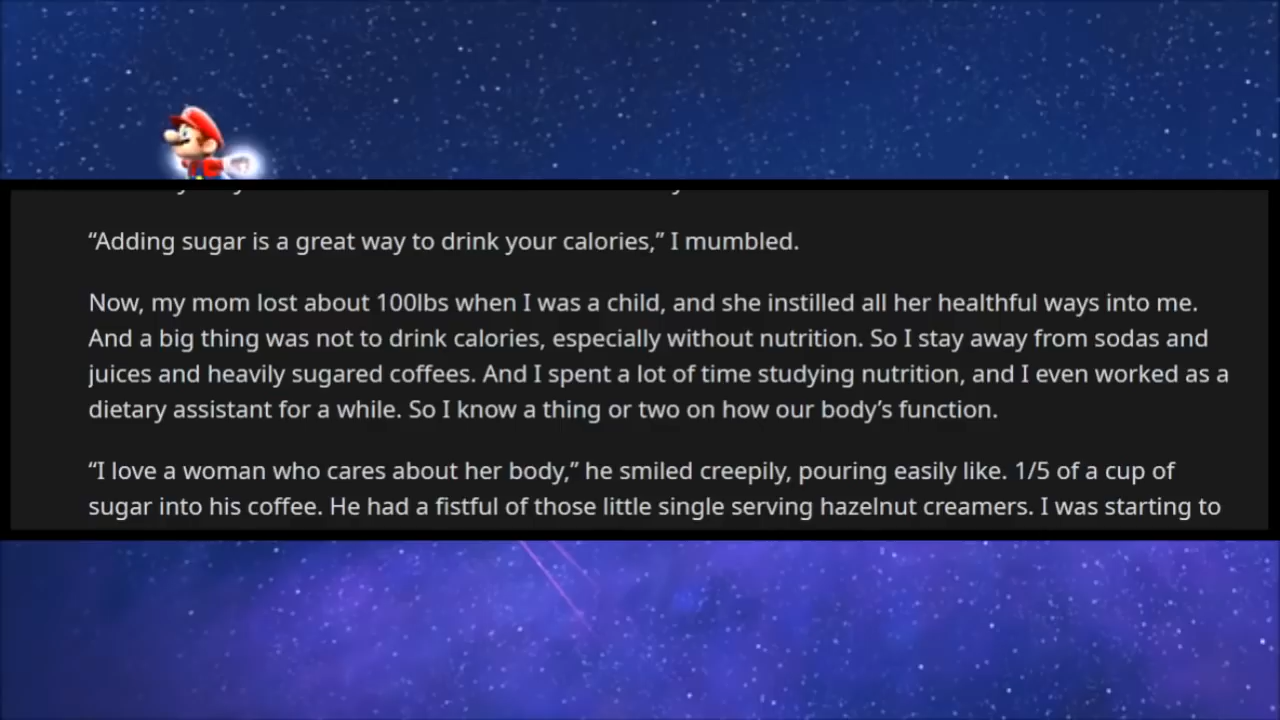 “Adding sugar is a great way to drink your calories,” I mumbled.
Now, my mom lost about 100lbs when I was a child, and she instilled all her healthful ways into me.
And a big thing was not to drink calories, especially without nutrition. So I stay away from sodas and
juices and heavily sugared coffees. And I spent a lot of time studying nutrition, and I even worked as a
dietary assistant for a while. So I know a thing or two on how our body’s function.
“I love a woman who cares about her body,” he smiled creepily, pouring easily like. 1/5 of a cup of
sugar into his coffee. He had a fistful of those little single serving hazelnut creamers. I was starting to